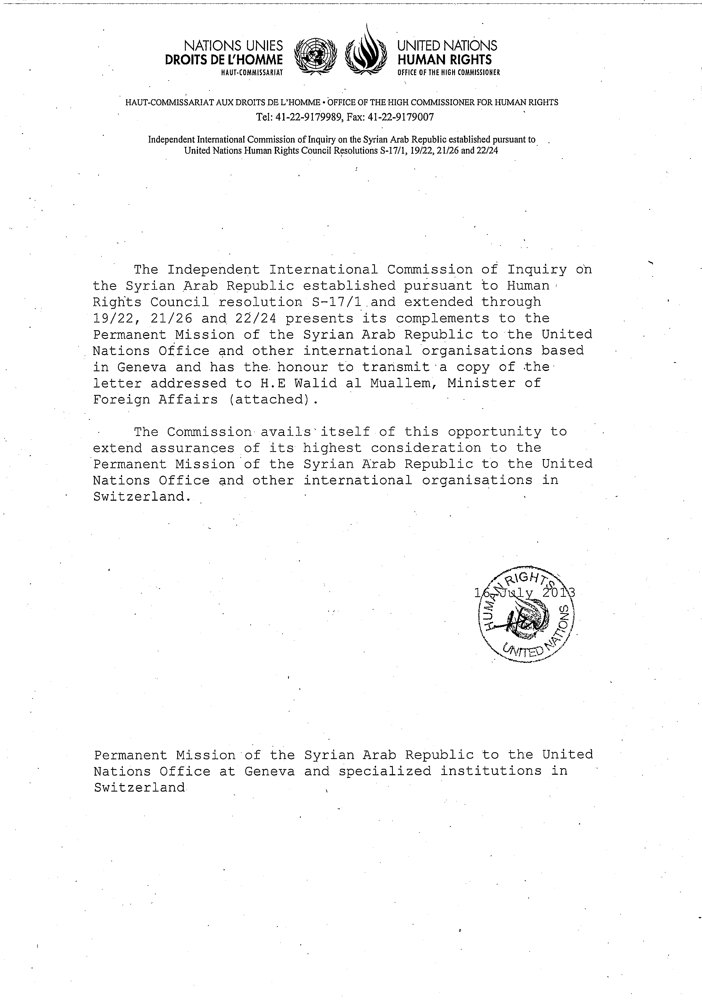 NATIONS UNIES
DROITS DE L'HOMME
HAUT-COMMISSARIAT
UNITED NATIONS
HUMAN RIGHTS
OFFICE OF THE HIGH COMMISSIONER
HAUT-COMMISSARIAT AUX DROITS DE L'HOMME • OFFICE OF THE HIGH COMMISSIONER FOR HUMAN RIGHTS
Tel: 41-22-9179989, Fax: 41-22-9179007
Independent International Commission of Inquiry on the Syrian Arab Republic established pursuant to
United Nations Human Rights Council Resolutions S-17/1, 19/22, 21/26 and 22/24
The Independent International Commission of Inquiry on
the Syrian Arab Republic established pursuant to Human
Rights Council resolution S-17/1 and extended through
19/22, 21/26 and 22/24 presents its complements to the
Permanent Mission of the Syrian Arab Republic to the United
Nations Office and other international organisations based
in Geneva and has the honour to transmit a copy of the
letter addressed to H.E Walid al Muallem, Minister of
Foreign Affairs (attached).
The Commission avails itself of this opportunity to
extend assurances of its highest consideration to the
Permanent Mission of the Syrian Arab Republic to the United
Nations Office and other international organisations in
Switzerland.
16 July 2013
HUMAN RIGHTS
UNITED NATIONS
Permanent Mission of the Syrian Arab Republic to the United
Nations Office at Geneva and specialized institutions in
Switzerland